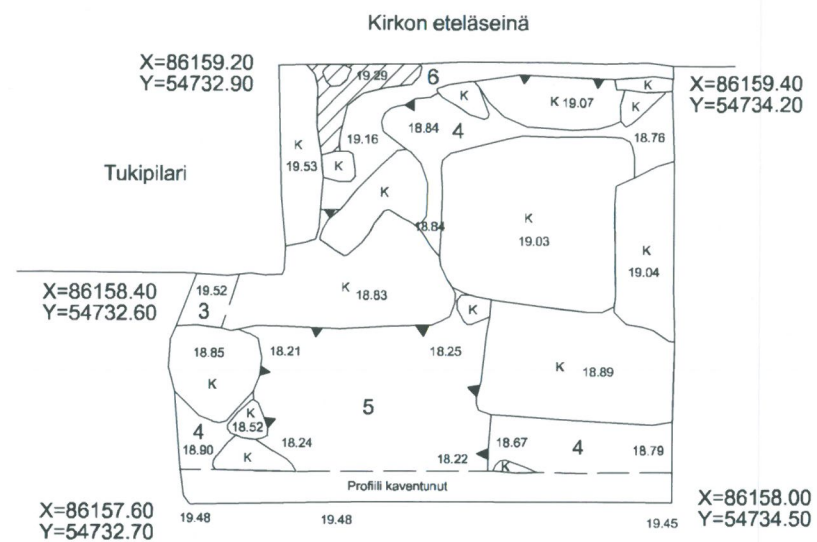 Kirkon eteläseinä
X=86159.20
Y=54732.90
19.29
6
K
X=86159.40
Y=54734.20
K
K 19.07
K
18.84
4
19.16
18.76
K
19.53
K
Tukipilari
K
18.84
K
19.03
K
19.04
X=86158.40
Y=54732.60
19.52
3
K 18.83
K
18.85
K
18.21
18.25
K 18.89
5
K
18.52
4
18.90
18.24
K
18.22
18.67
4
18.79
K
Profiili kaventunut
X=86157.60
Y=54732.70
19.48
19.48
19.45
X=86158.00
Y=54734.50